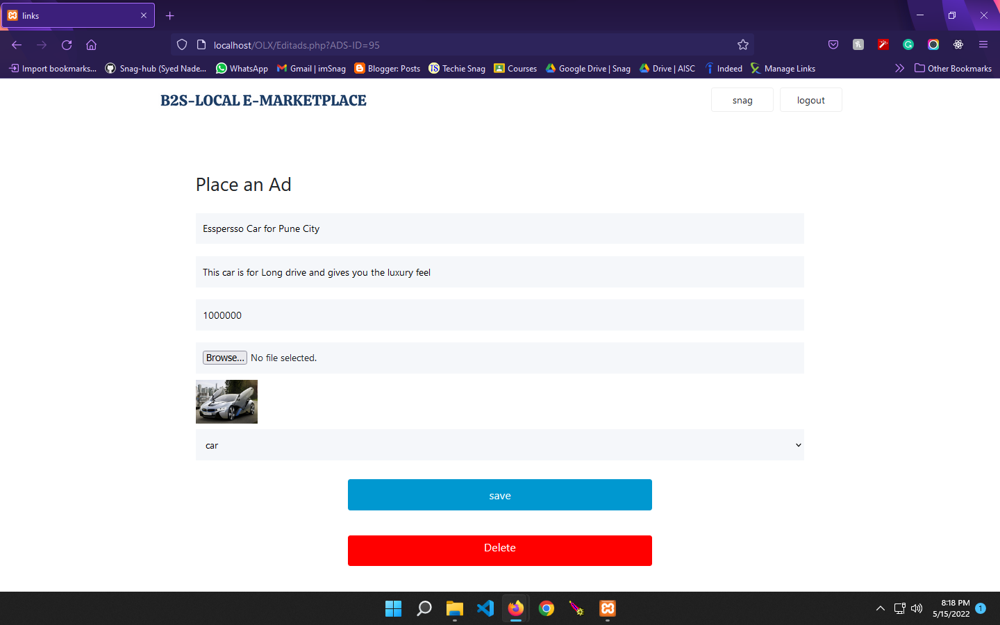 links
localhost/OLX/Editads.php?ADS-ID=95
Import bookmarks... Snag-hub (Syed Nade... WhatsApp Gmail | imSnag Blogger: Posts Techie Snag Courses Google Drive | Snag Drive | AISC Indeed Manage Links Other Bookmarks
B2S-LOCAL E-MARKETPLACE snag logout
Place an Ad
Esspersso Car for Pune City
This car is for Long drive and gives you the luxury feel
1000000
Browse... No file selected.
car
save
Delete
8:18 PM
5/15/2022 1